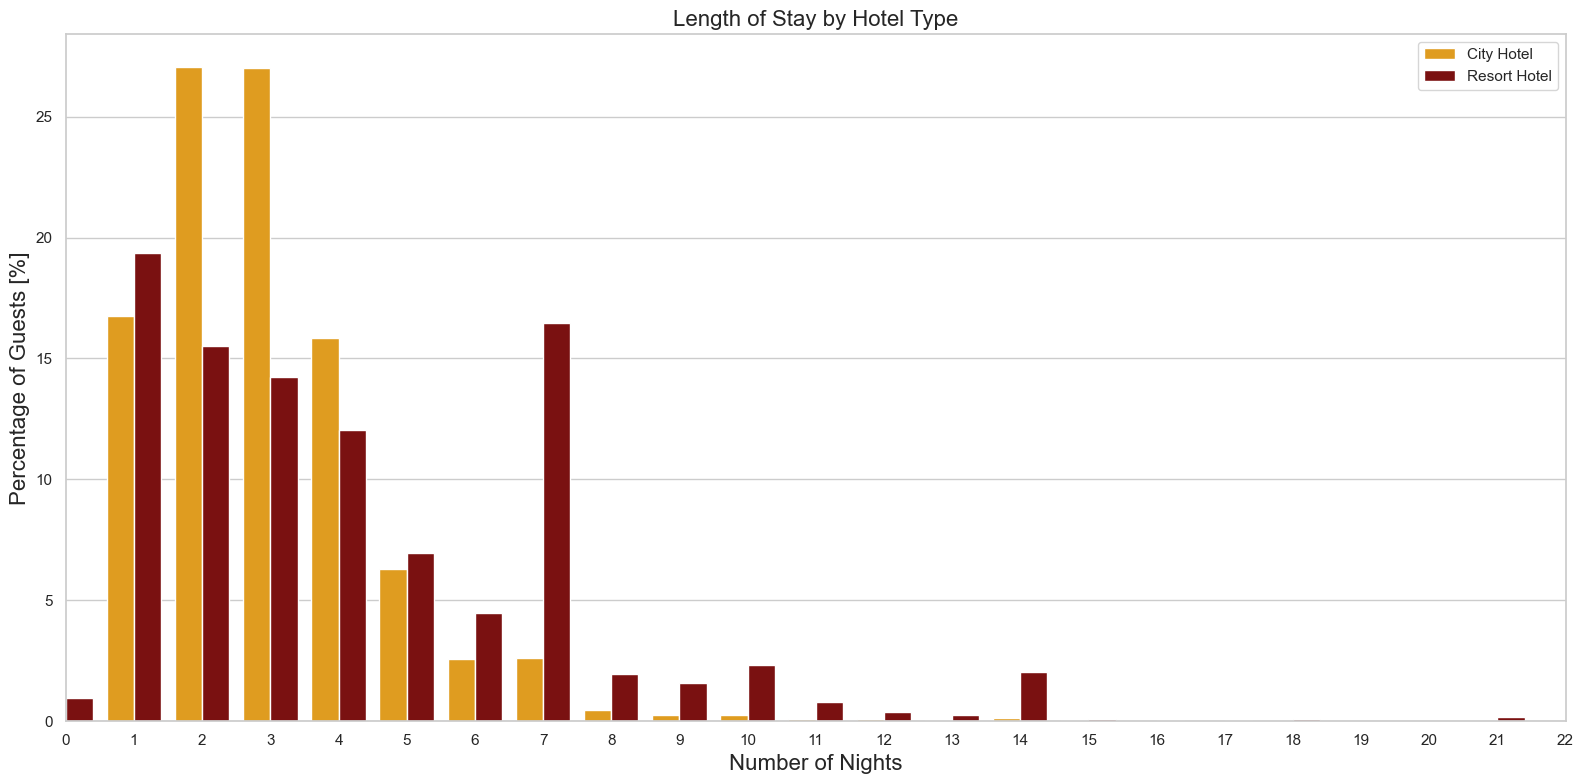 Length of Stay by Hotel Type
City Hotel
Resort Hotel
Percentage of Guests [%]
25
20
15
10
5
0
0 1 2 3 4 5 6 7 8 9 10 11 12 13 14 15 16 17 18 19 20 21 22
Number of Nights